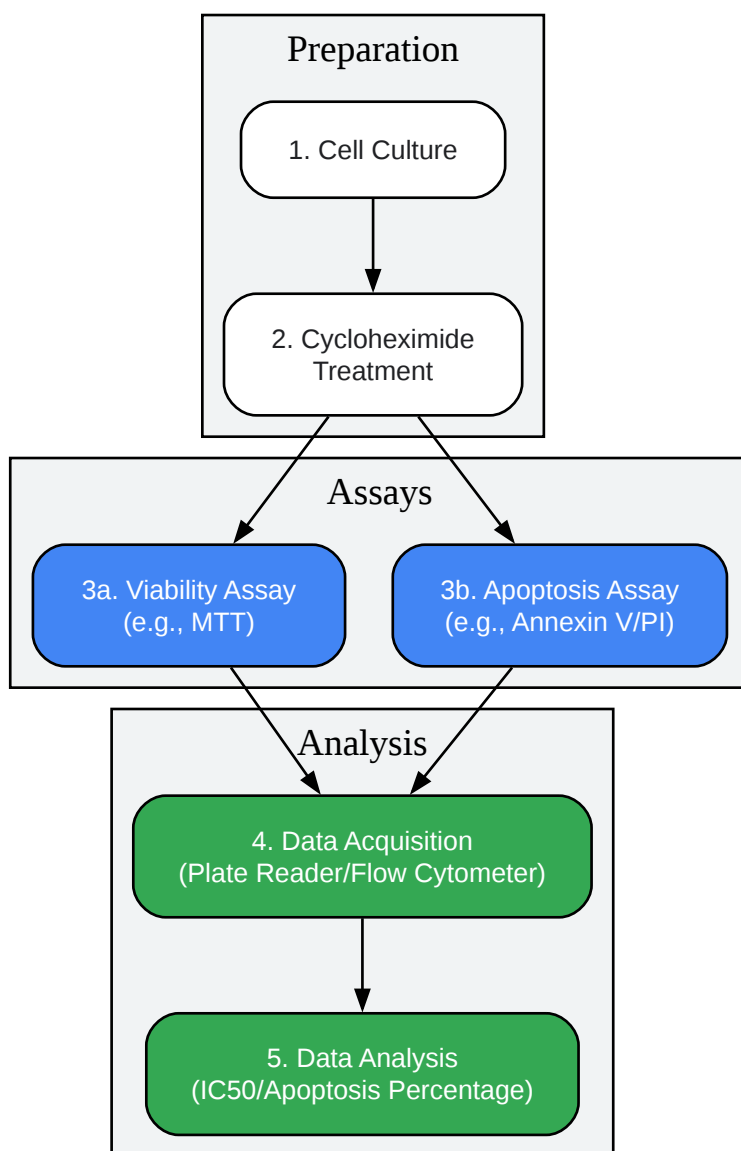 Preparation
1. Cell Culture
2. Cycloheximide
Treatment
Assays
3a. Viability Assay
(e.g., MTT)
3b. Apoptosis Assay
(e.g., Annexin V/PI)
Analysis
4. Data Acquisition
(Plate Reader/Flow Cytometer)
5. Data Analysis
(IC50/Apoptosis Percentage)